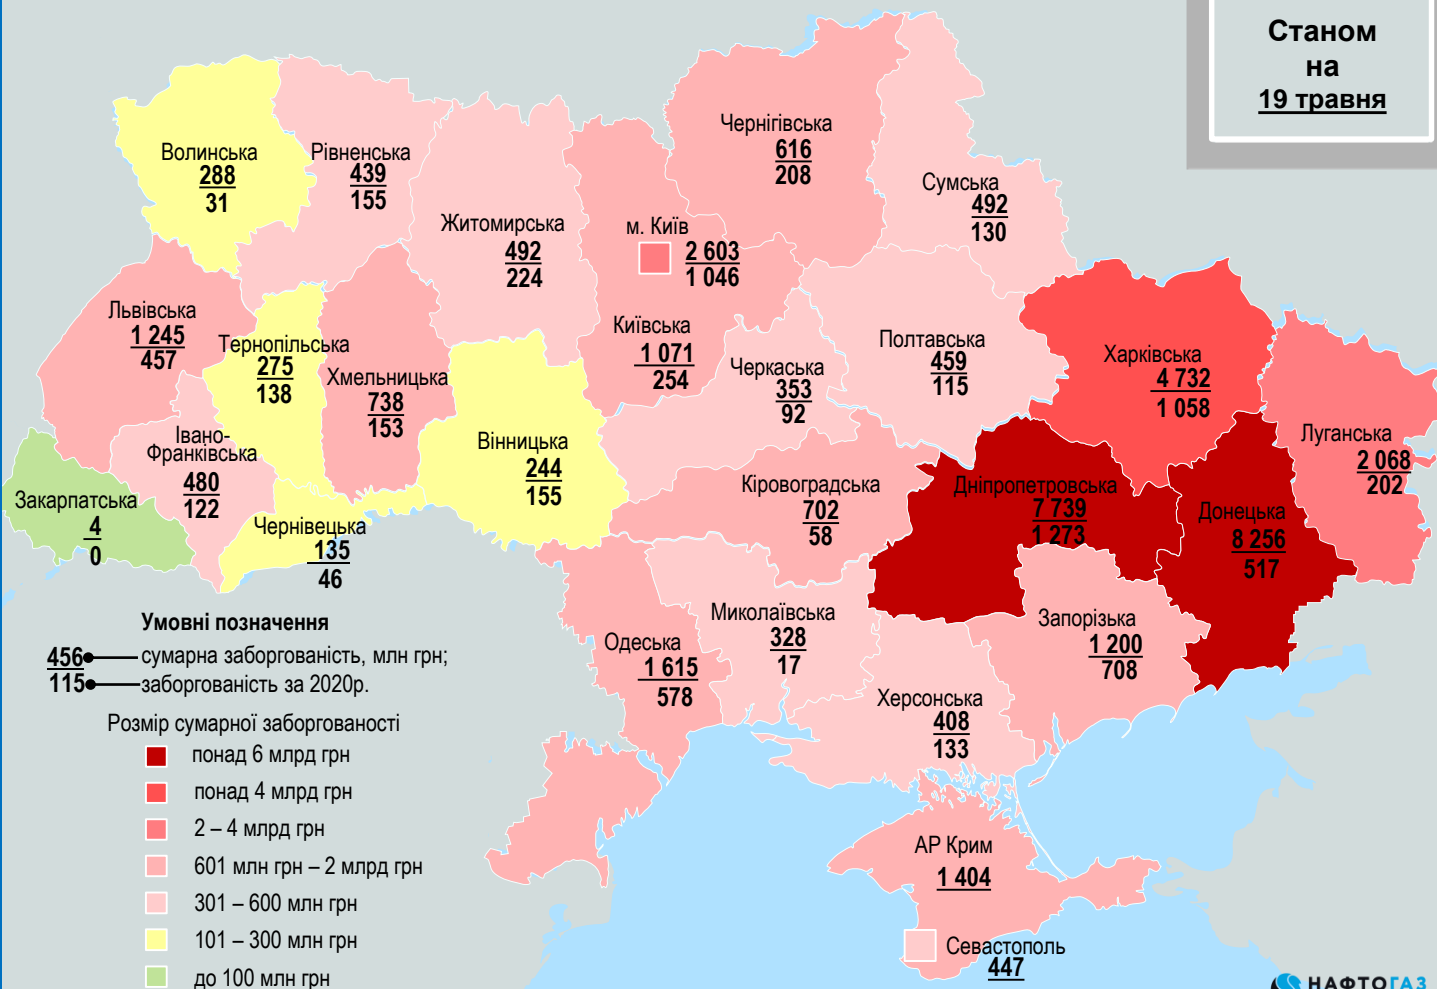 Станом
на
19 травня
Чернігівська
616
208
Волинська
288
31
Рівненська
439
155
Сумська
492
130
Житомирська
492
224
м. Київ
2 603
1 046
Львівська
1 245
457
Тернопільська
275
138
Хмельницька
738
153
Київська
1 071
254
Черкаська
353
92
Полтавська
459
115
Харківська
4 732
1 058
Луганська
2 068
202
Івано-
Франківська
480
122
Вінницька
244
155
Кіровоградська
702
58
Дніпропетровська
7 739
1 273
Донецька
8 256
517
Закарпатська
4
0
Чернівецька
135
46
Миколаївська
328
17
Одеська
1 615
578
Запорізька
1 200
708
Херсонська
408
133
АР Крим
1 404
Севастополь
447
Умовні позначення
456 сумарна заборгованість, млн грн;
115 заборгованість за 2020р.
Розмір сумарної заборгованості
понад 6 млрд грн
понад 4 млрд грн
2 – 4 млрд грн
601 млн грн – 2 млрд грн
301 – 600 млн грн
101 – 300 млн грн
до 100 млн грн
НАФТОГАЗ